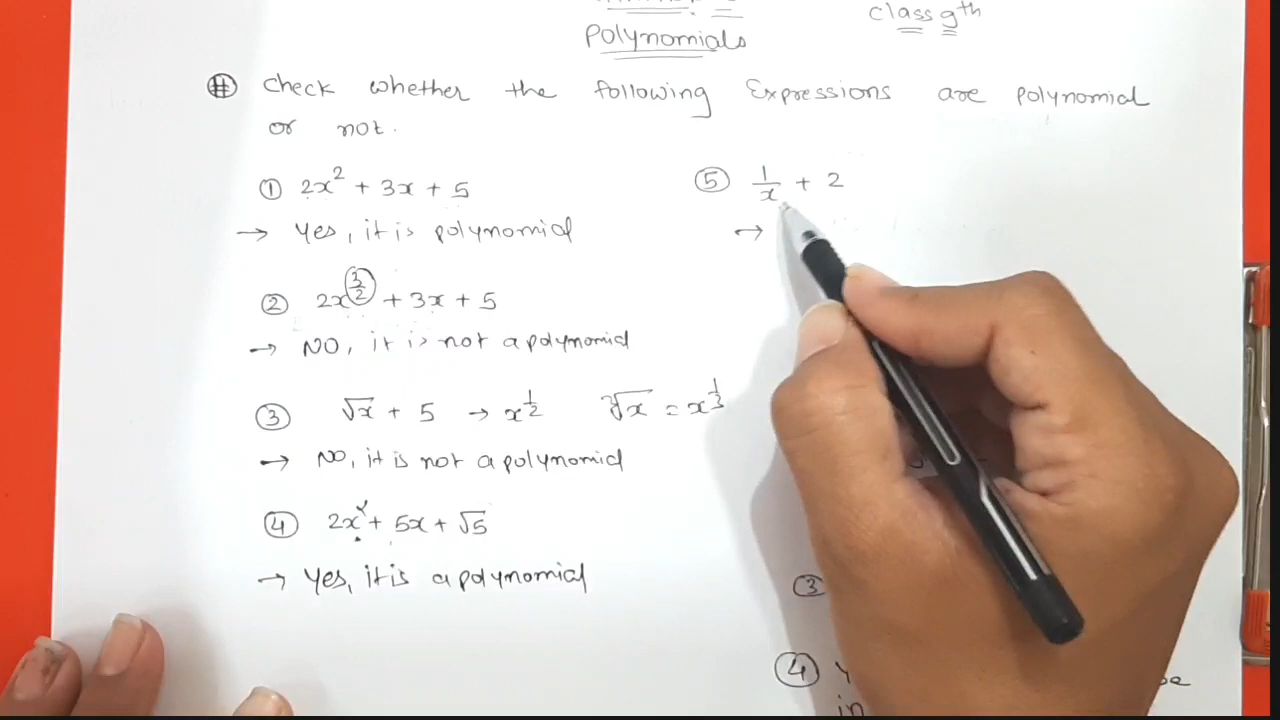 Polynomials
class 9th
# check whether the following Expressions are polynomial
or not.
① 2x² + 3x + 5
→ Yes, it is polynomial
② 2x^(3/2) + 3x + 5
→ NO, it is not a polynomial
③ √x + 5 → x^(1/2) ∛x = x^(1/3)
→ NO, it is not a polynomial
④ 2x² + 5x + √5
→ Yes, it is a polynomial
⑤ 1/x + 2
→
③
④ Y
in